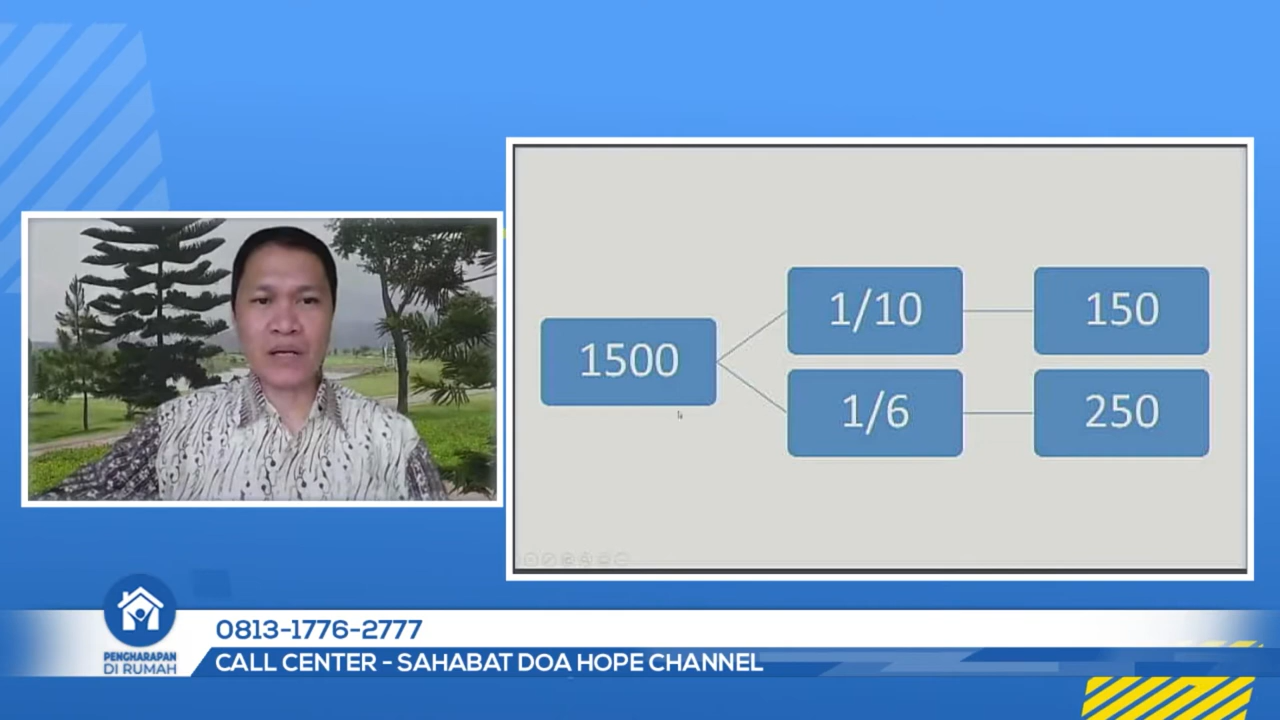 1500
1/10
150
1/6
250
PENGHARAPAN
DI RUMAH
0813-1776-2777
CALL CENTER - SAHABAT DOA HOPE CHANNEL